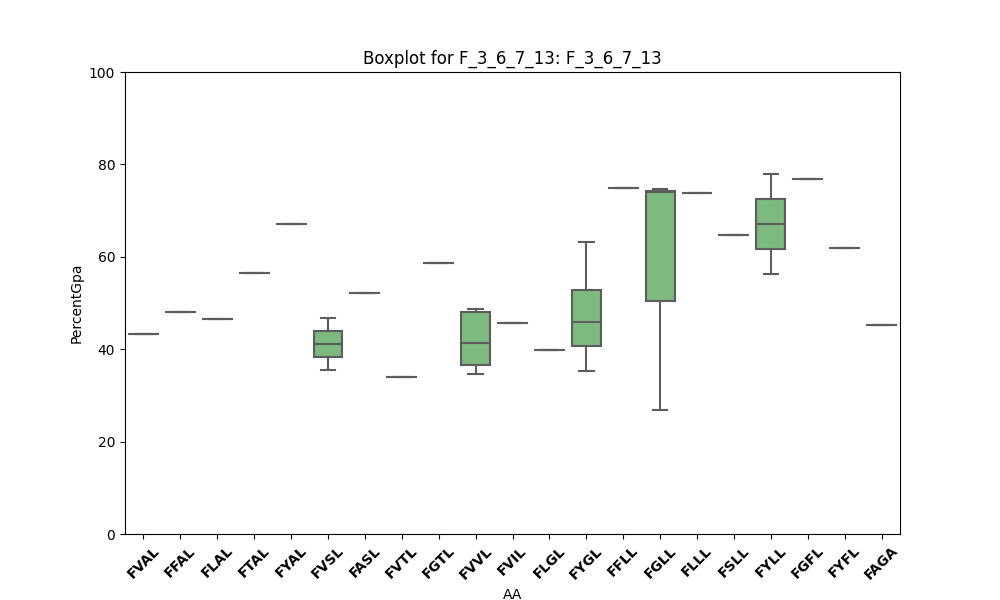 Boxplot for F_3_6_7_13: F_3_6_7_13
PercentGpa
100
80
60
40
20
0
FVAL FFAL FLAL FTAL FYAL FVSL FASL FVTL FGTL FVVL FVIL FLGL FYGL FFLL FGLL FLLL FSLL FYLL FGFL FYFL FAGA
AA